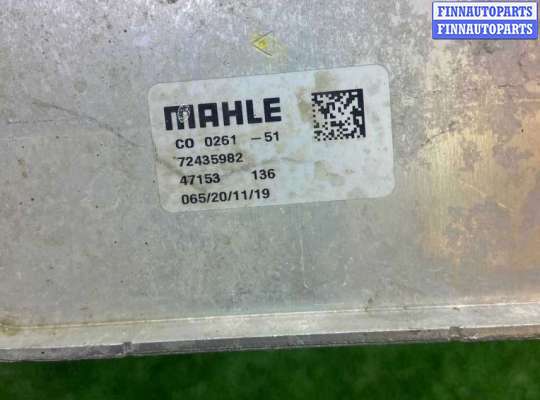 FINNAUTOPARTS
FINNAUTOPARTS
MAHLE
CO 0261 -51
72435982
47153 136
065/20/11/19